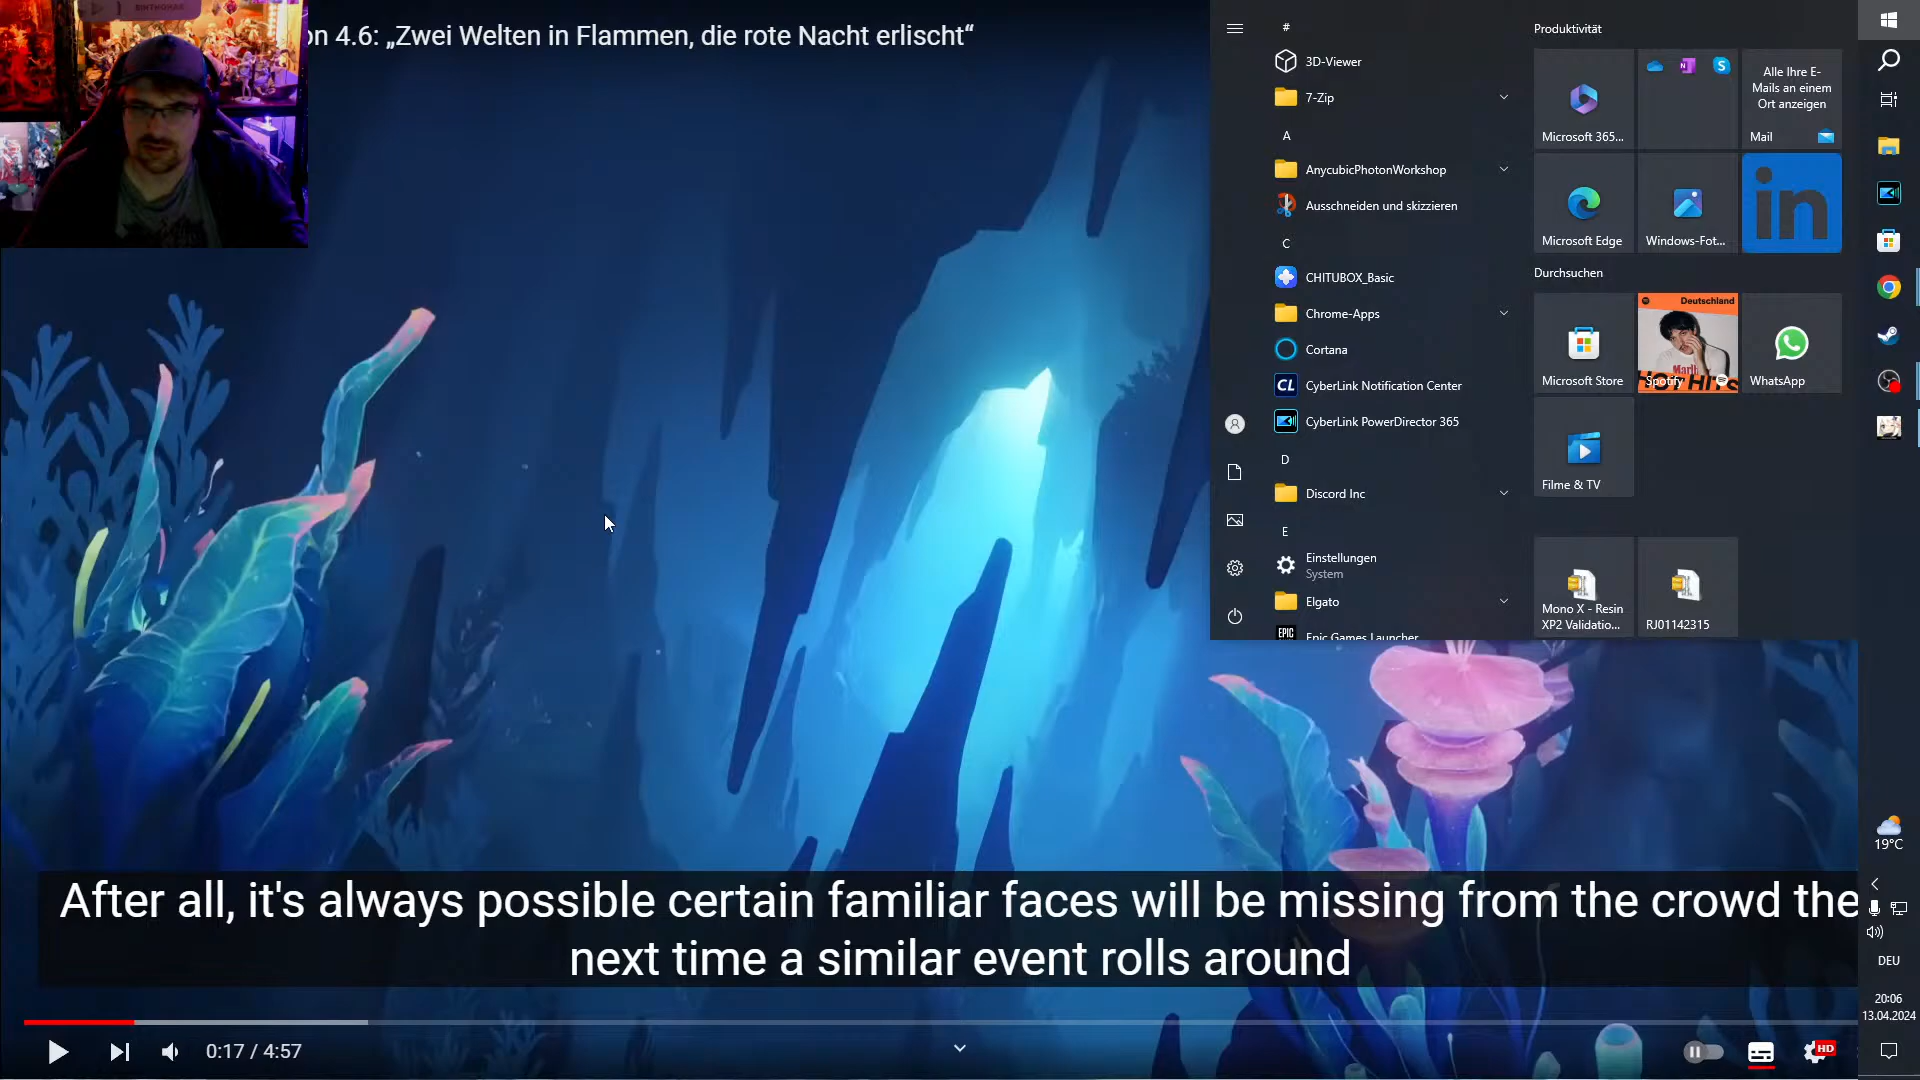 on 4.6: „Zwei Welten in Flammen, die rote Nacht erlischt“
#
3D-Viewer
7-Zip
A
AnycubicPhotonWorkshop
Ausschneiden und skizzieren
C
CHITUBOX_Basic
Chrome-Apps
Cortana
CL
CyberLink Notification Center
CyberLink PowerDirector 365
D
Discord Inc
E
Einstellungen
System
Elgato
EPIC
Epic Games Launcher
Produktivität
Microsoft 365...
Alle Ihre E-
Mails an einem
Ort anzeigen
Mail
Microsoft Edge
Windows-Fot...
in
Durchsuchen
Microsoft Store
Deutschland
HOT HITS
Spotify
WhatsApp
Filme & TV
Mono X - Resin
XP2 Validatio...
RJ01142315
19°C
DEU
20:06
13.04.2024
After all, it's always possible certain familiar faces will be missing from the crowd the
next time a similar event rolls around
0:17 / 4:57
HD